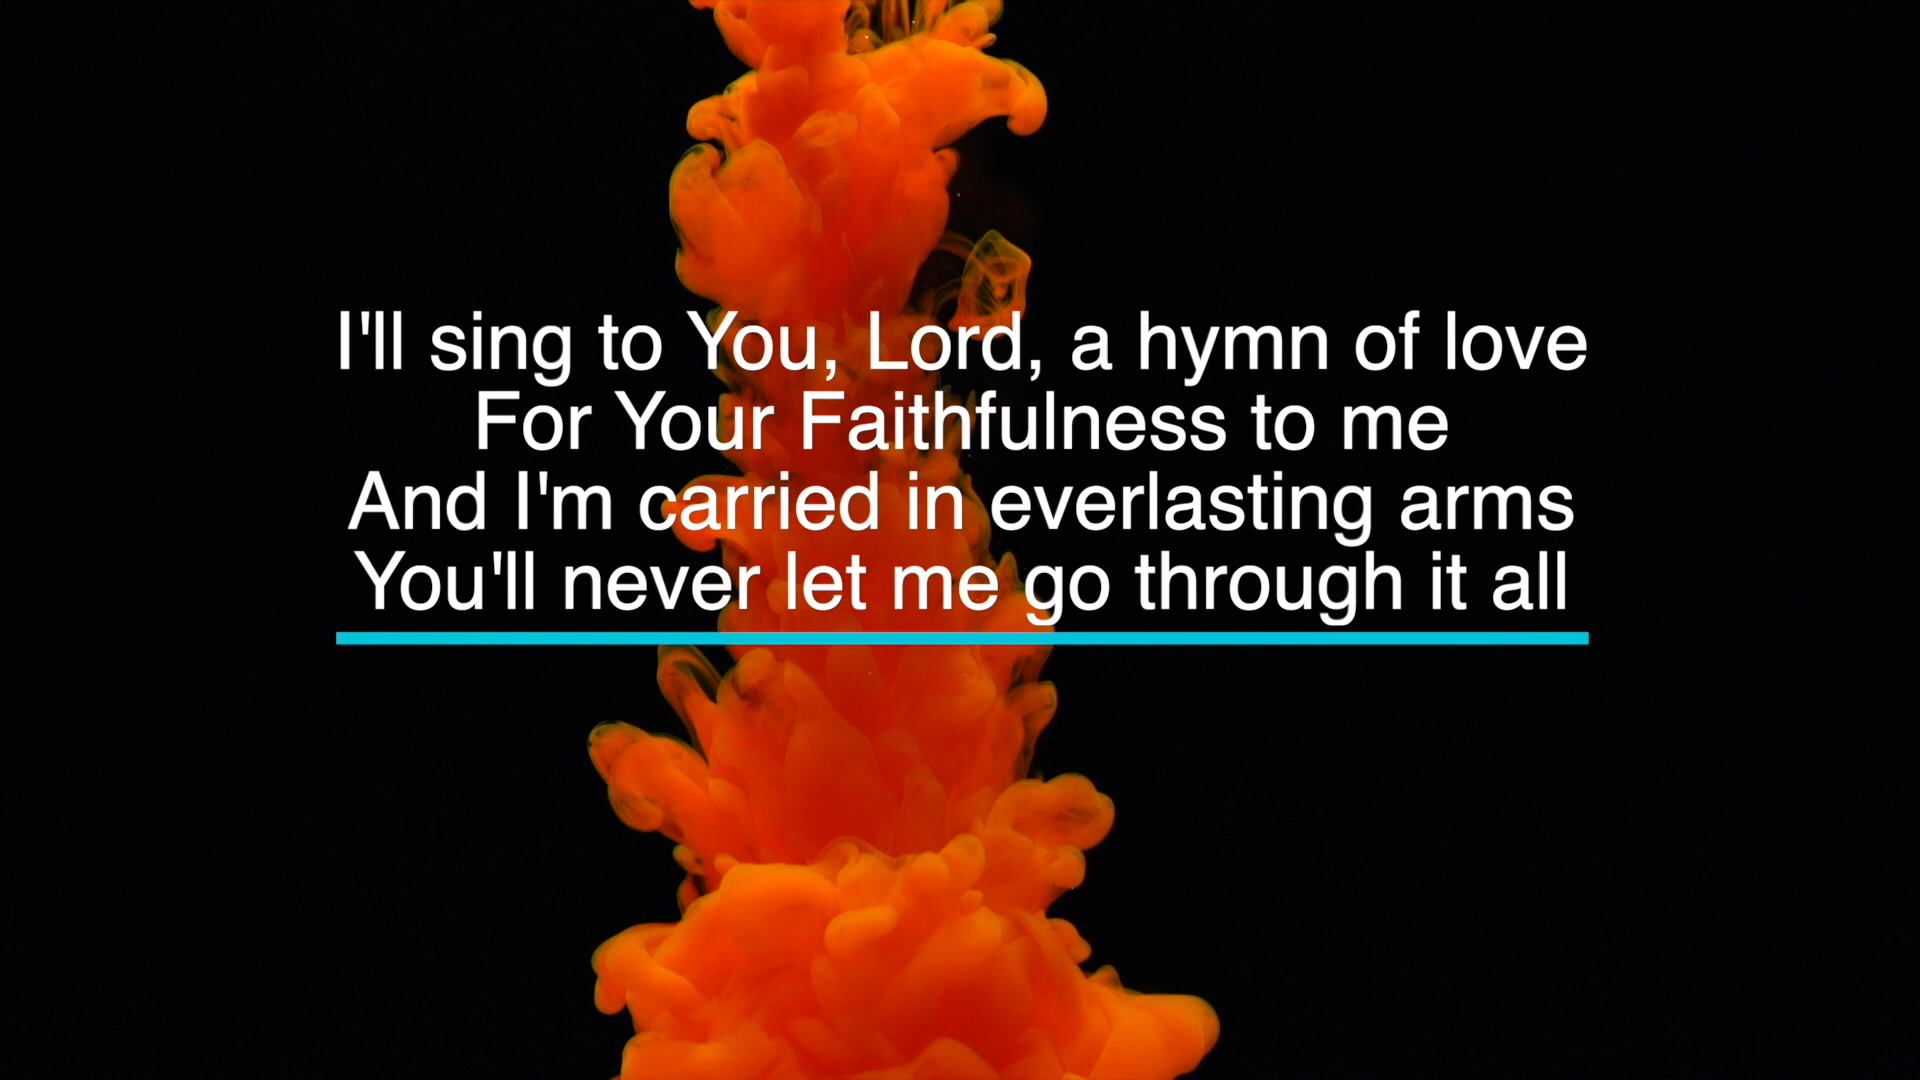 I'll sing to You, Lord, a hymn of love
For Your Faithfulness to me
And I'm carried in everlasting arms
You'll never let me go through it all